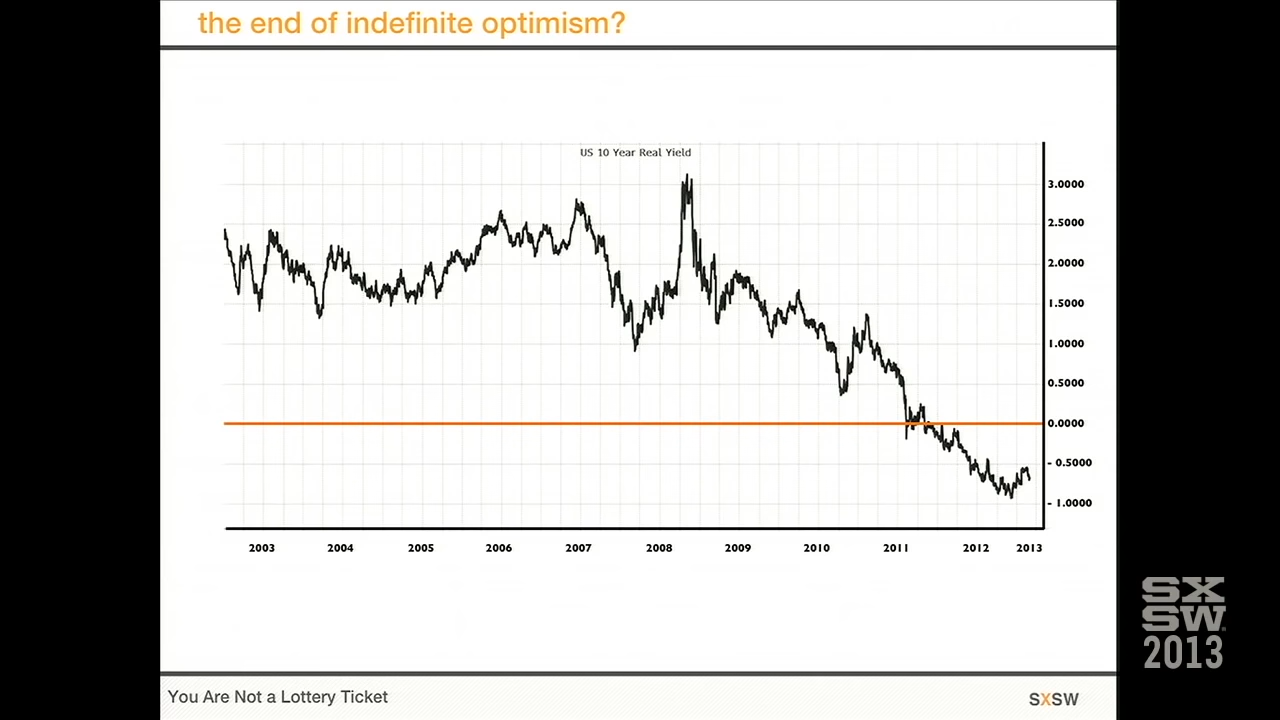 the end of indefinite optimism?
US 10 Year Real Yield
3.0000
2.5000
2.0000
1.5000
1.0000
0.5000
0.0000
- 0.5000
- 1.0000
2003 2004 2005 2006 2007 2008 2009 2010 2011 2012 2013
You Are Not a Lottery Ticket
SXSW
SX
SW
2013